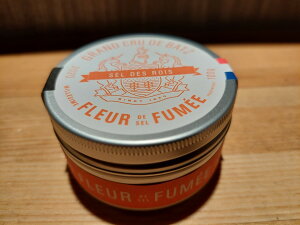 GRAND CRU DE BATZ
SEL DES ROIS
FLEUR DE SEL FUMÉE
FLEUR DE SEL FUMÉE